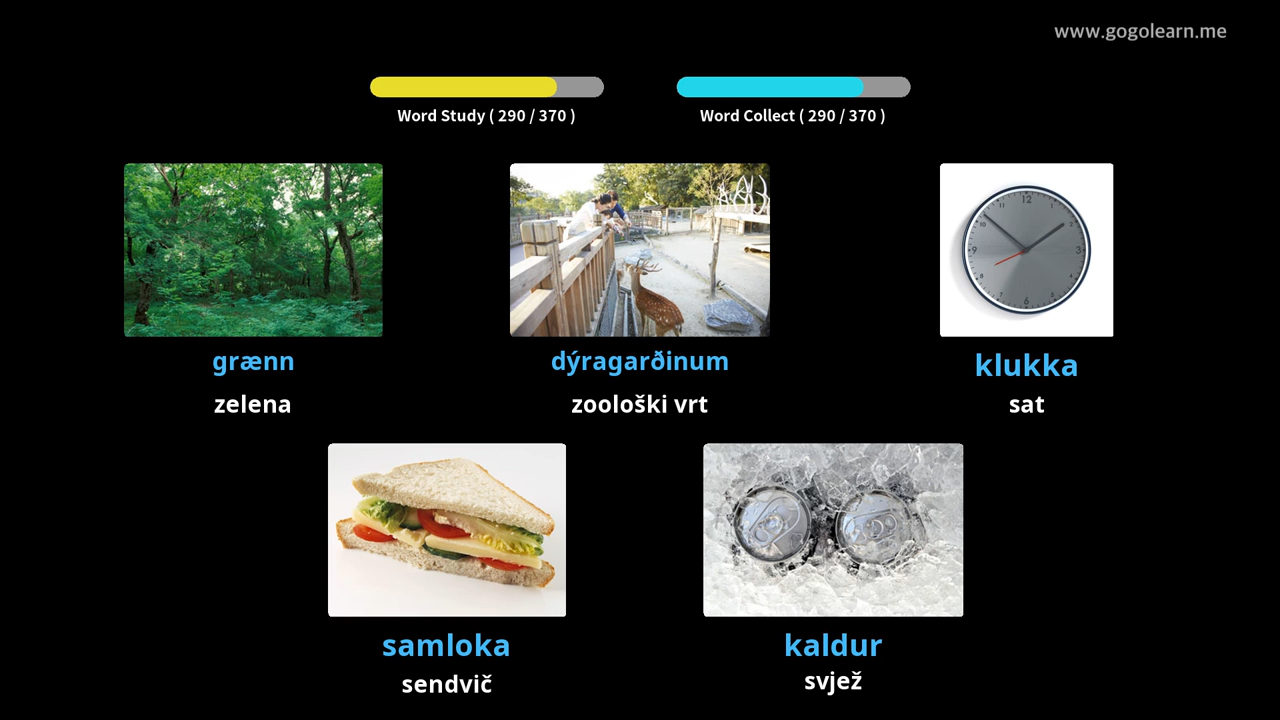 www.gogolearn.me
Word Study ( 290 / 370 )
Word Collect ( 290 / 370 )
grænn
dýragarðinum
klukka
zelena
zoološki vrt
sat
samloka
kaldur
sendvič
svjež